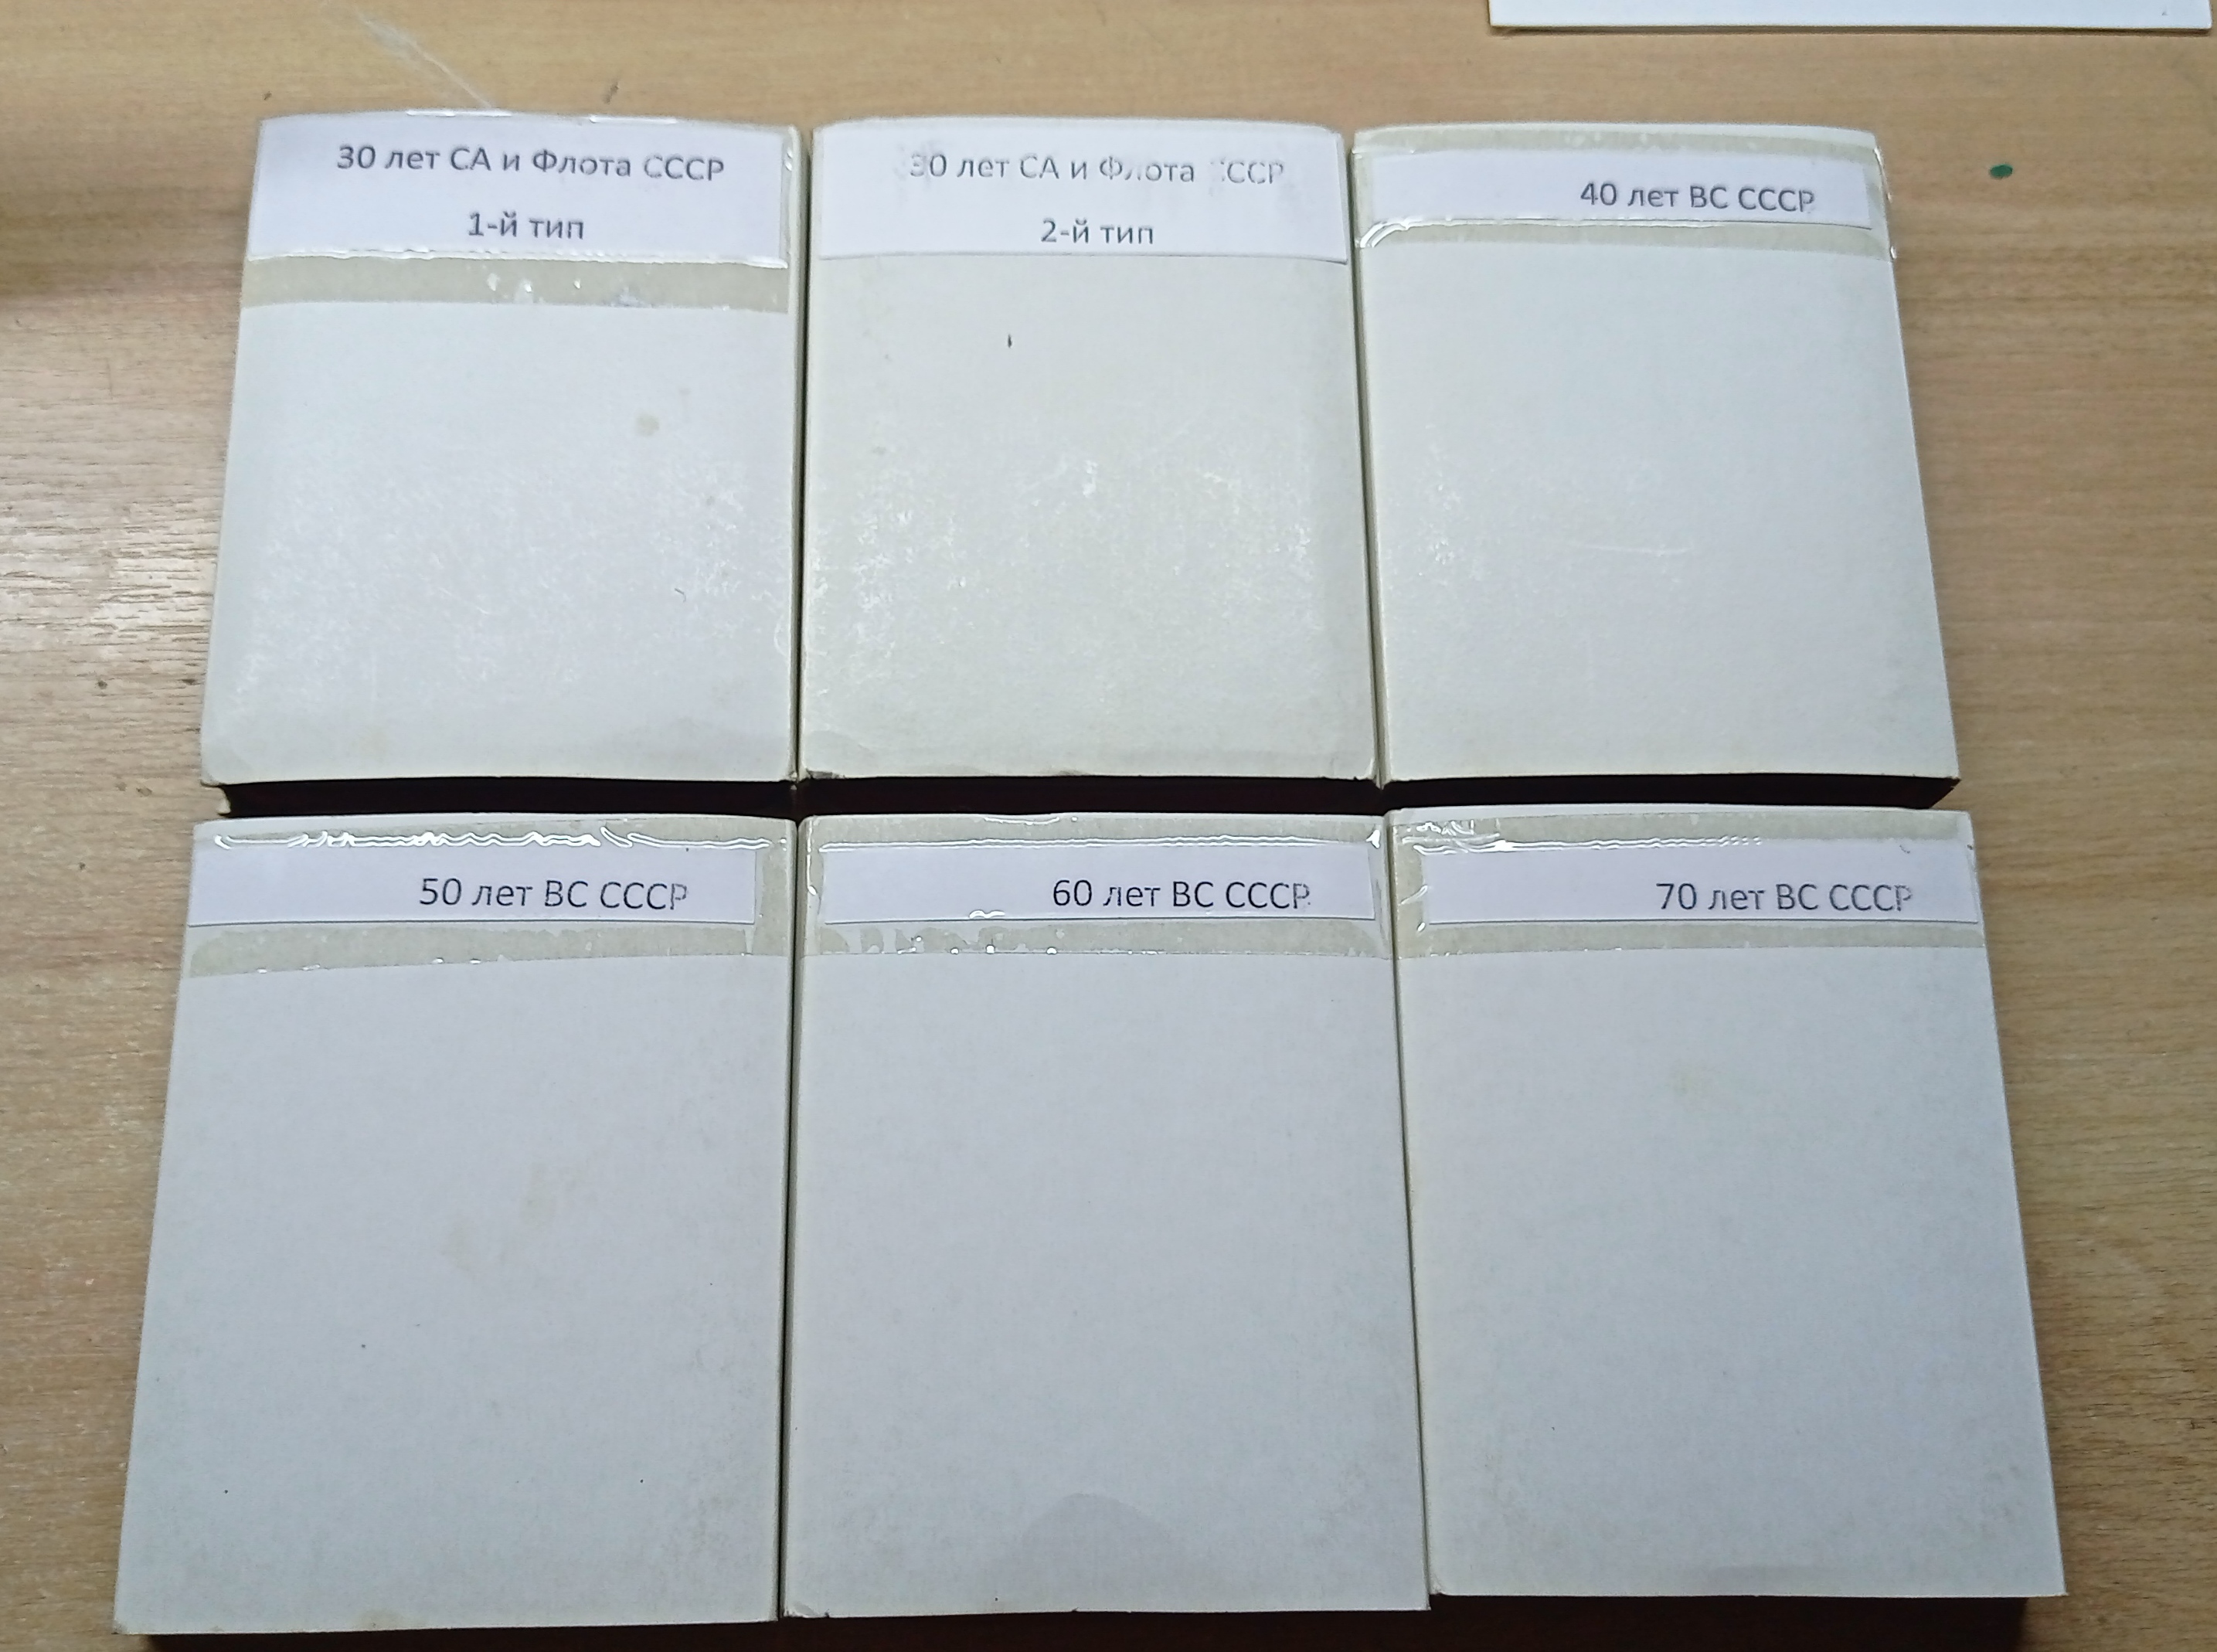 30 лет СА и Флота СССР
1-й тип
30 лет СА и Флота СССР
2-й тип
40 лет ВС СССР
50 лет ВС СССР
60 лет ВС СССР
70 лет ВС СССР